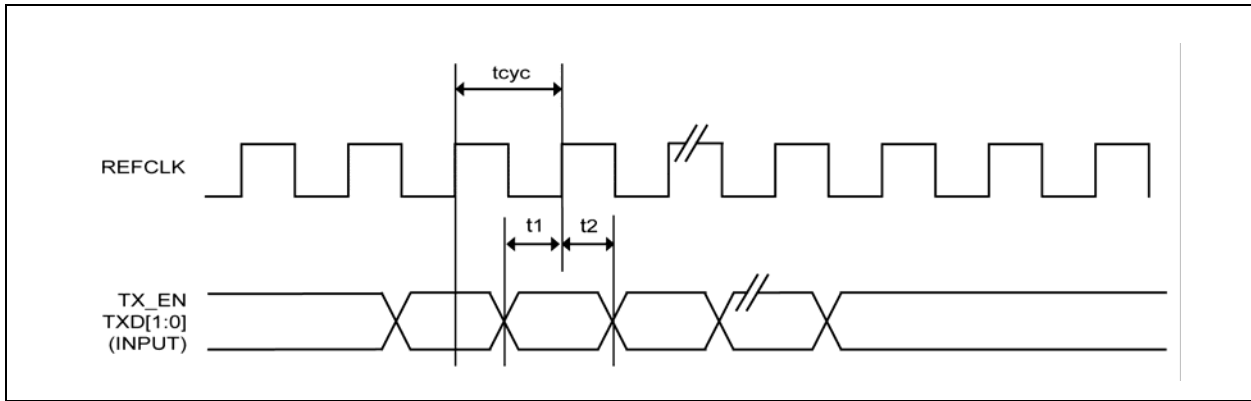 tcyc
REFCLK
t1
t2
TX_EN
TXD[1:0]
(INPUT)